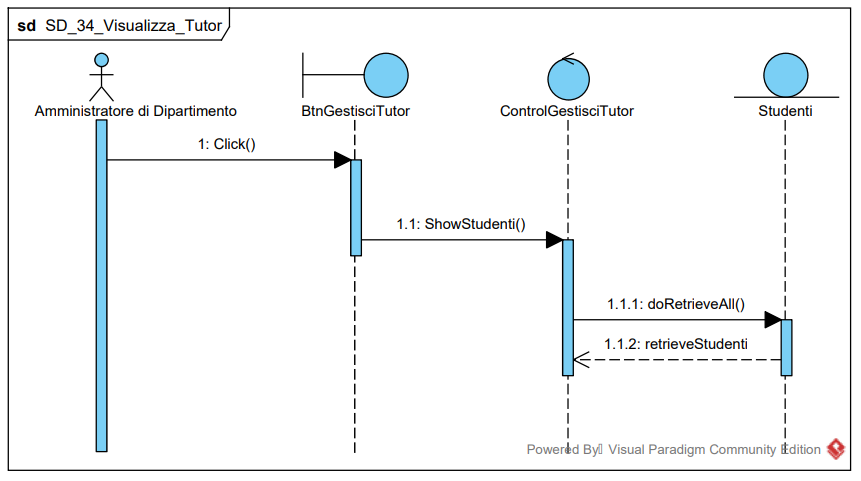 sd SD_34_Visualizza_Tutor
Amministratore di Dipartimento
BtnGestisciTutor
ControlGestisciTutor
Studenti
1: Click()
1.1: ShowStudenti()
1.1.1: doRetrieveAll()
1.1.2: retrieveStudenti
Powered By Visual Paradigm Community Edition